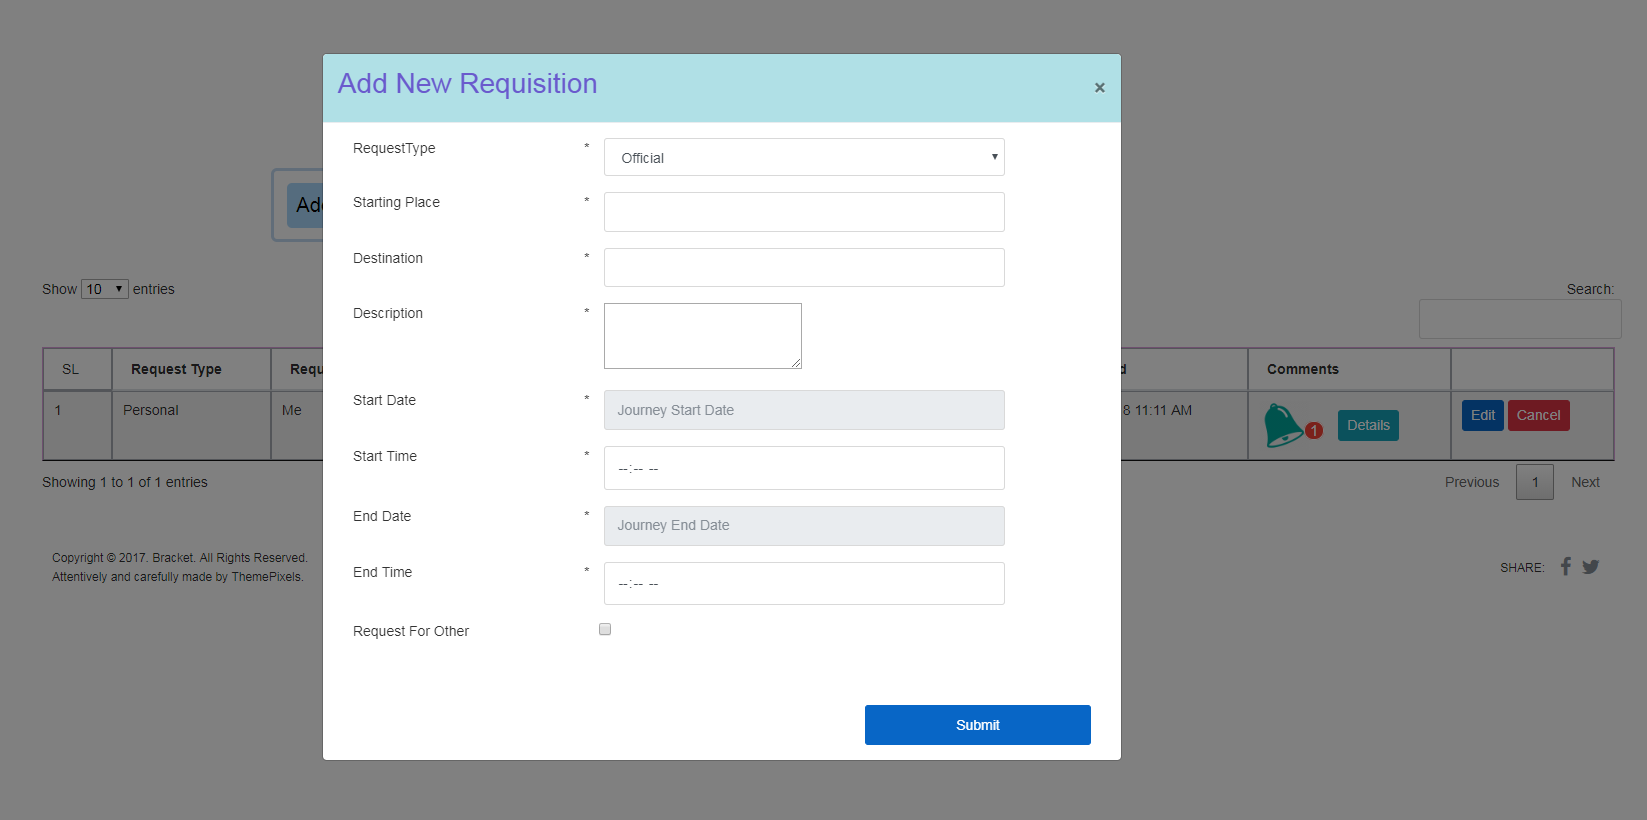 Add New Requisition
×
RequestType * Official
Starting Place *
Destination *
Description *
Start Date * Journey Start Date
Start Time * --:-- --
End Date * Journey End Date
End Time * --:-- --
Request For Other
Submit
Show 10 entries
Search:
SL Request Type Comments
1 Personal Me 8 11:11 AM 1 Details Edit Cancel
Showing 1 to 1 of 1 entries
Previous 1 Next
Copyright © 2017. Bracket. All Rights Reserved.
Attentively and carefully made by ThemePixels.
SHARE: